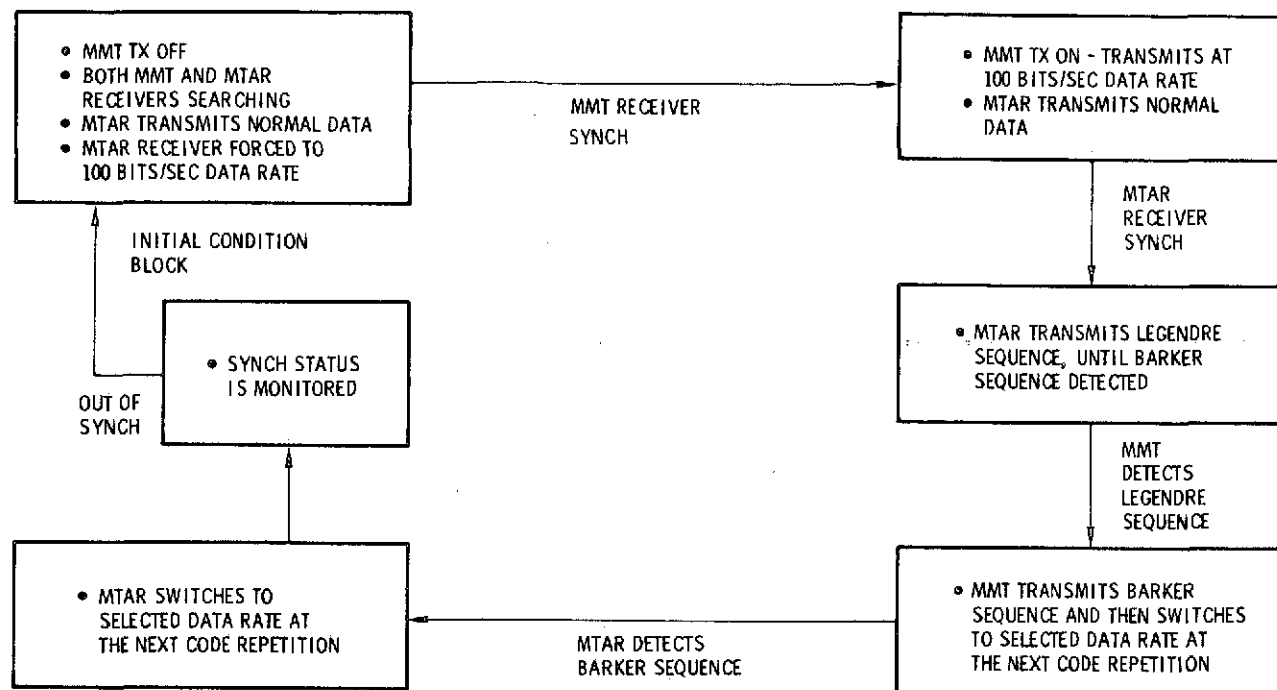 • MMT TX OFF
• BOTH MMT AND MTAR
RECEIVERS SEARCHING
• MTAR TRANSMITS NORMAL DATA
• MTAR RECEIVER FORCED TO
100 BITS/SEC DATA RATE
MMT RECEIVER
SYNCH
• MMT TX ON - TRANSMITS AT
100 BITS/SEC DATA RATE
• MTAR TRANSMITS NORMAL
DATA
MTAR
RECEIVER
SYNCH
• MTAR TRANSMITS LEGENDRE
SEQUENCE, UNTIL BARKER
SEQUENCE DETECTED
MMT
DETECTS
LEGENDRE
SEQUENCE
• MMT TRANSMITS BARKER
SEQUENCE AND THEN SWITCHES
TO SELECTED DATA RATE AT
THE NEXT CODE REPETITION
MTAR DETECTS
BARKER SEQUENCE
• MTAR SWITCHES TO
SELECTED DATA RATE AT
THE NEXT CODE REPETITION
• SYNCH STATUS
IS MONITORED
OUT OF
SYNCH
INITIAL CONDITION
BLOCK